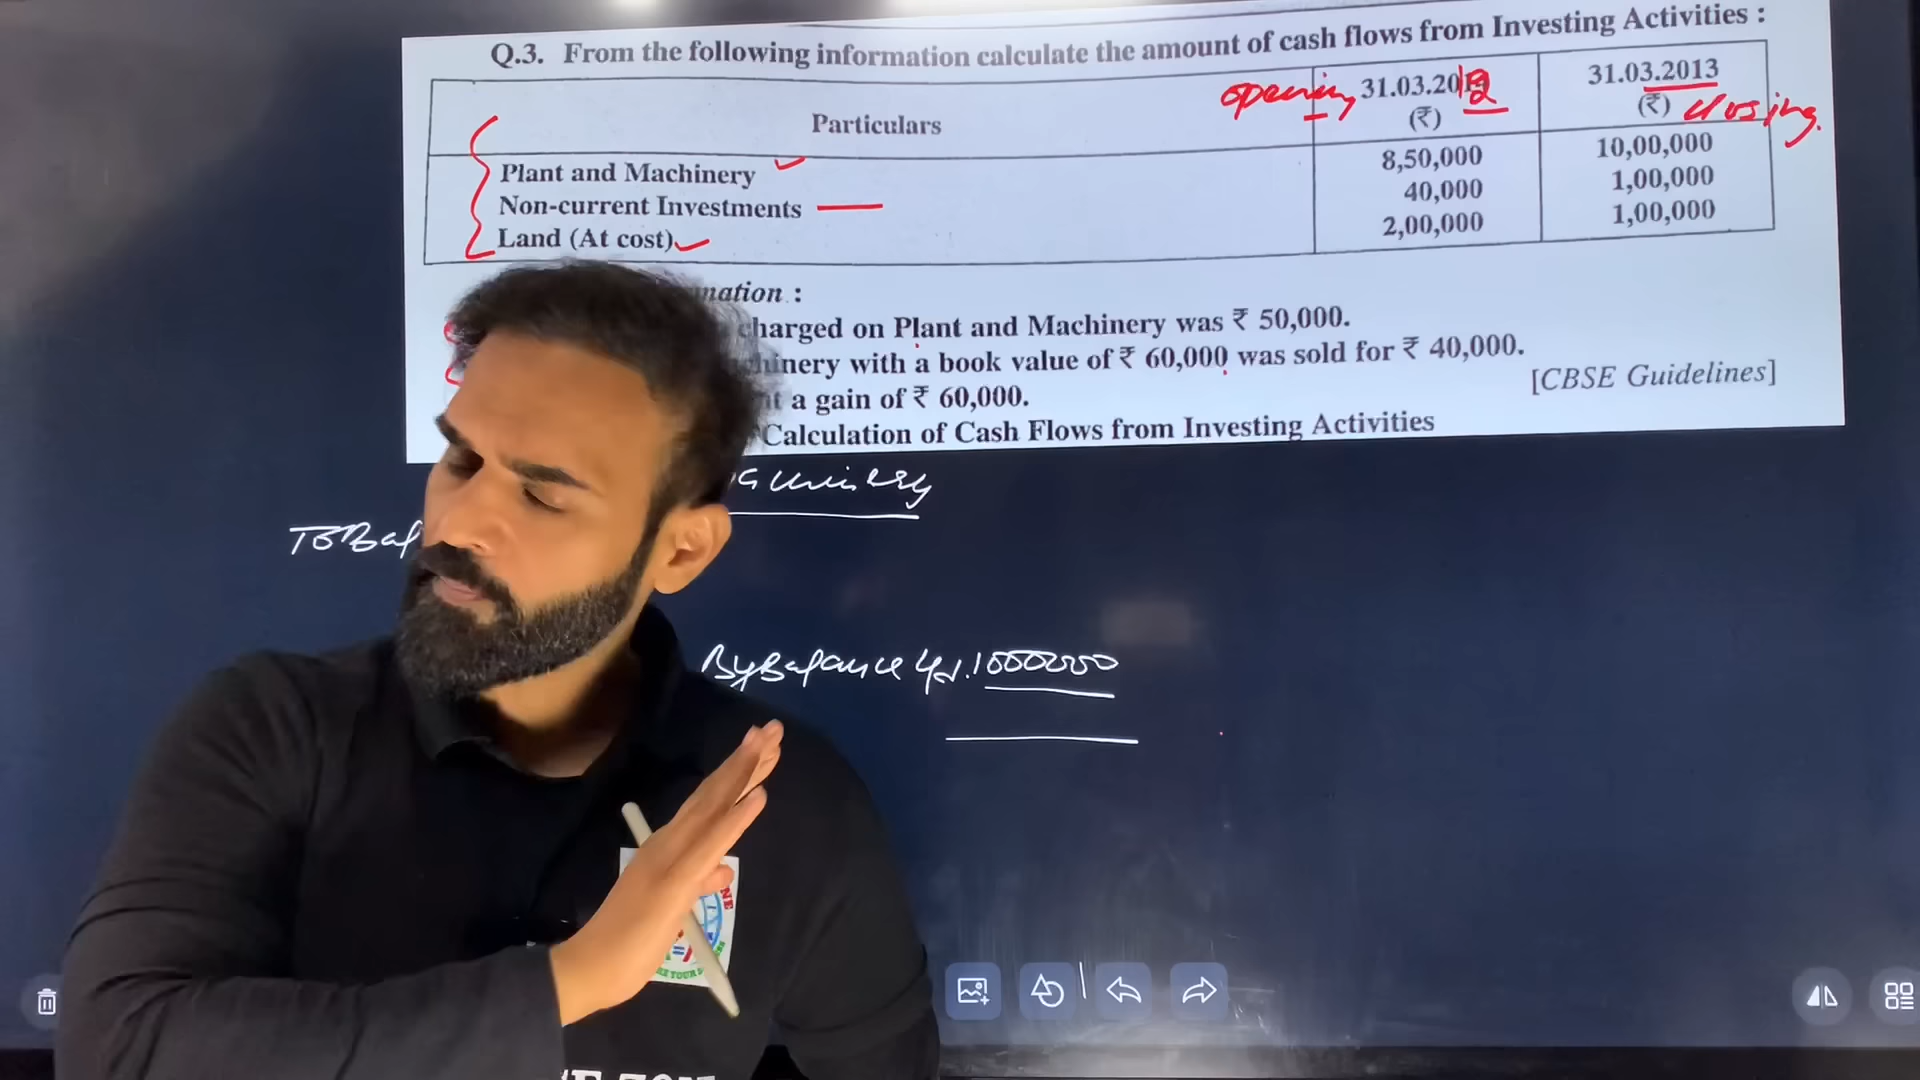 Q.3. From the following information calculate the amount of cash flows from Investing Activities :
Particulars
opening 31.03.2012 (₹)
31.03.2013 (₹) closing.
Plant and Machinery 8,50,000 10,00,000
Non-current Investments 40,000 1,00,000
Land (At cost) 2,00,000 1,00,000
mation :
charged on Plant and Machinery was ₹ 50,000.
hinery with a book value of ₹ 60,000 was sold for ₹ 40,000.
at a gain of ₹ 60,000.
[CBSE Guidelines]
Calculation of Cash Flows from Investing Activities
To Bal
By Balance 1000000
NE